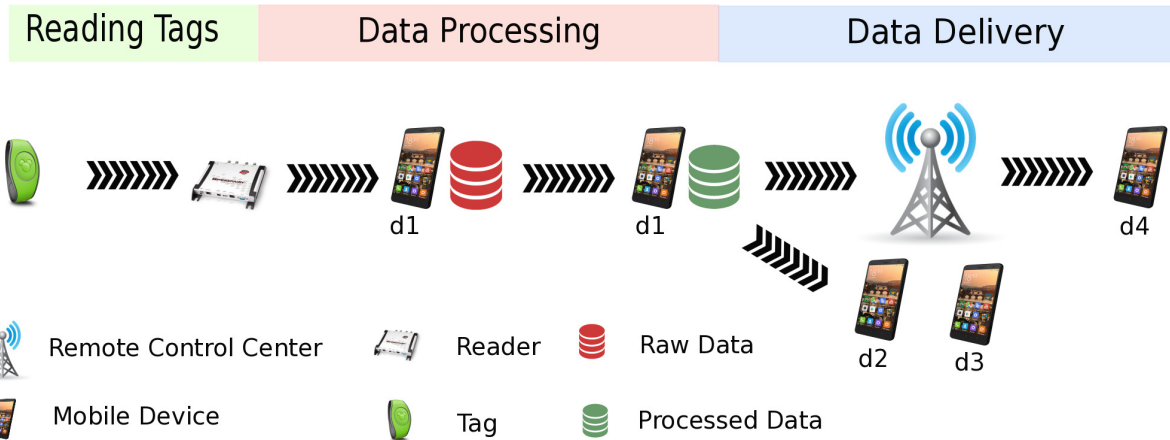 Reading Tags
Data Processing
Data Delivery
d1
d1
d4
d2
d3
Remote Control Center
Reader
Raw Data
Mobile Device
Tag
Processed Data